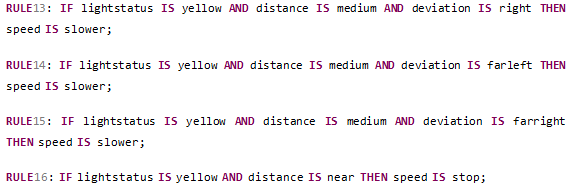 RULE13: IF lightstatus IS yellow AND distance IS medium AND deviation IS right THEN
speed IS slower;
RULE14: IF lightstatus IS yellow AND distance IS medium AND deviation IS farleft THEN
speed IS slower;
RULE15: IF lightstatus IS yellow AND distance IS medium AND deviation IS farright
THEN speed IS slower;
RULE16: IF lightstatus IS yellow AND distance IS near THEN speed IS stop;